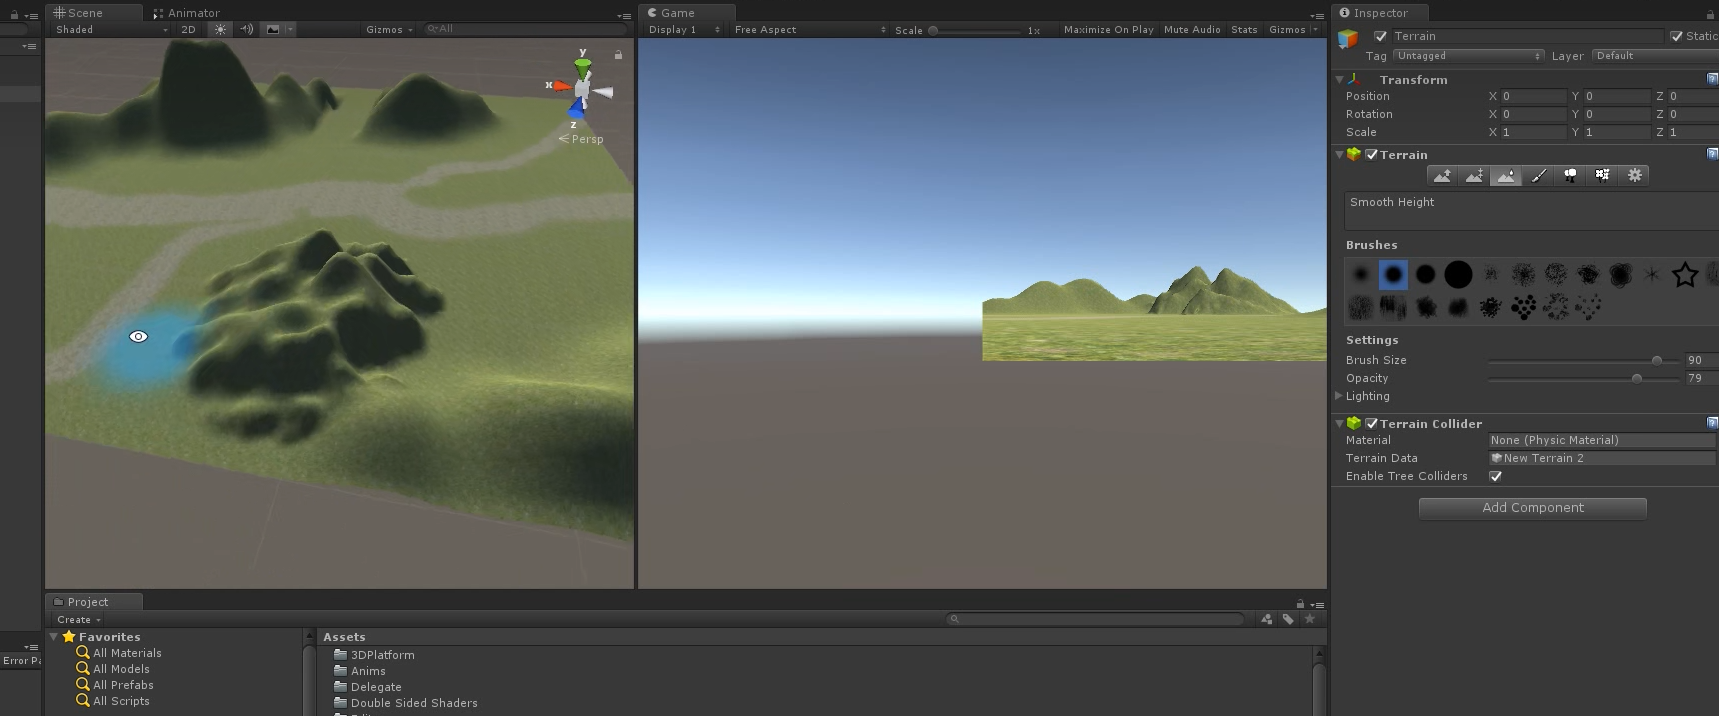 Scene
Animator
Shaded
2D
Gizmos
All
y
x
z
Persp
Game
Display 1
Free Aspect
Scale
1x
Maximize On Play
Mute Audio
Stats
Gizmos
Inspector
Terrain
Static
Tag
Untagged
Layer
Default
Transform
Position X 0 Y 0 Z 0
Rotation X 0 Y 0 Z 0
Scale X 1 Y 1 Z 1
Terrain
Smooth Height
Brushes
Settings
Brush Size 90
Opacity 79
Lighting
Terrain Collider
Material None (Physic Material)
Terrain Data New Terrain 2
Enable Tree Colliders
Add Component
Project
Create
Favorites
All Materials
All Models
All Prefabs
All Scripts
Error Pa
Assets
3DPlatform
Anims
Delegate
Double Sided Shaders